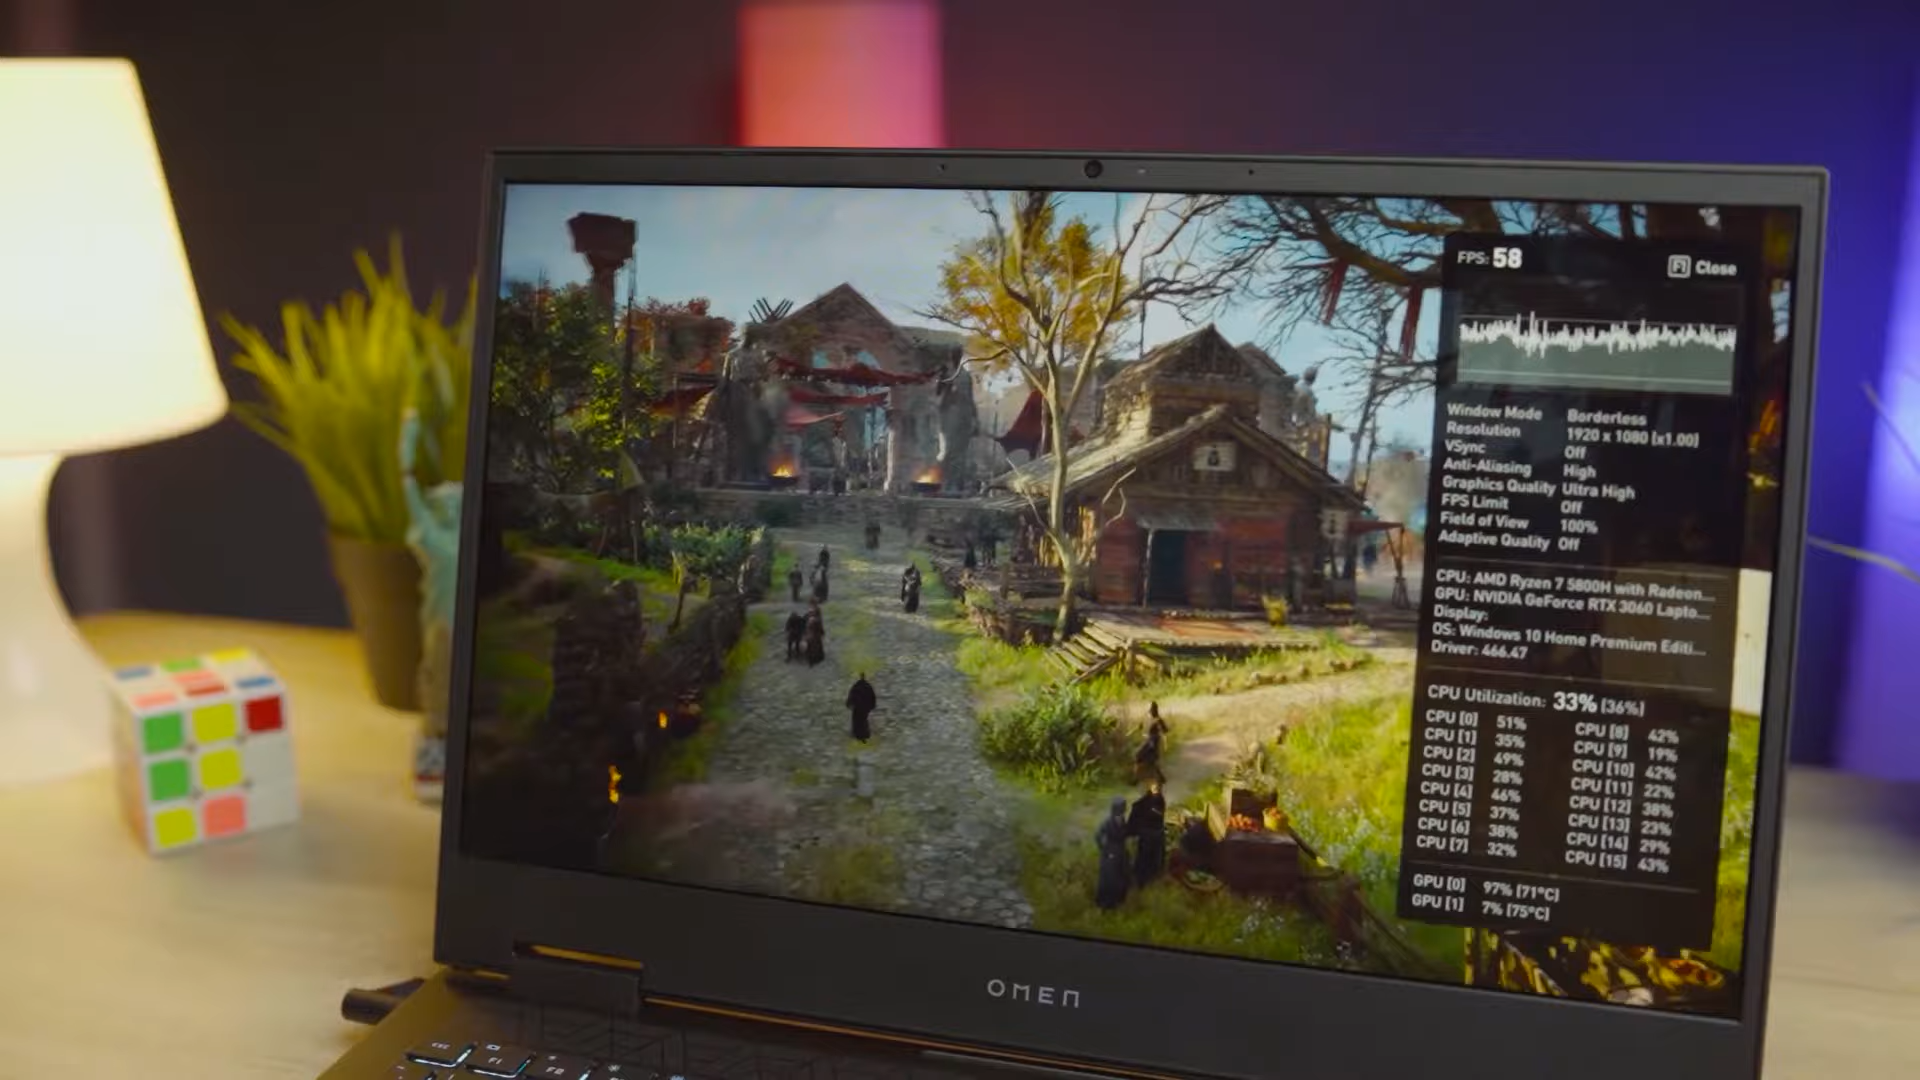 FPS: 58
F1 Close
Window Mode Borderless
Resolution 1920 x 1080 [x1.00]
VSync Off
Anti-Aliasing High
Graphics Quality Ultra High
FPS Limit Off
Field of View 100%
Adaptive Quality Off
CPU: AMD Ryzen 7 5800H with Radeon...
GPU: NVIDIA GeForce RTX 3060 Lapto...
Display:
OS: Windows 10 Home Premium Editi...
Driver: 466.47
CPU Utilization: 33% [36%]
CPU [0] 51% CPU [8] 42%
CPU [1] 35% CPU [9] 19%
CPU [2] 49% CPU [10] 42%
CPU [3] 28% CPU [11] 22%
CPU [4] 46% CPU [12] 38%
CPU [5] 37% CPU [13] 23%
CPU [6] 38% CPU [14] 29%
CPU [7] 32% CPU [15] 43%
GPU [0] 97% [71°C]
GPU [1] 7% [75°C]
OMEN
esc F1 F2